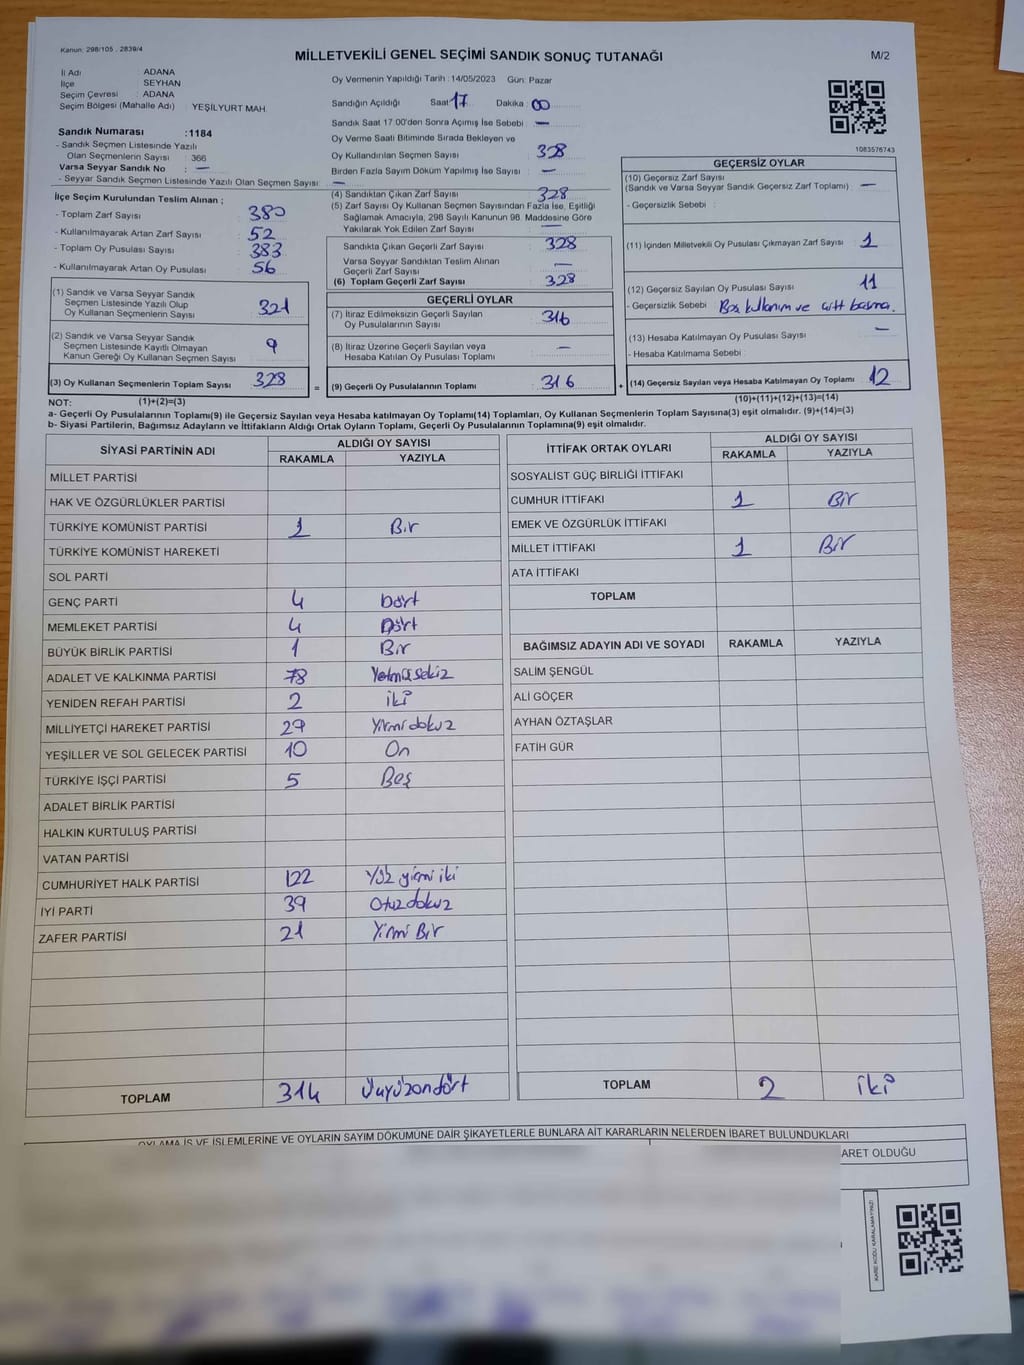 Kanun: 298/105 , 2839/4
MİLLETVEKİLİ GENEL SEÇİMİ SANDIK SONUÇ TUTANAĞI
M/2
İl Adı : ADANA
İlçe : SEYHAN
Seçim Çevresi : ADANA
Seçim Bölgesi (Mahalle Adı) : YEŞİLYURT MAH.
Sandık Numarası :1184
- Sandık Seçmen Listesinde Yazılı
Olan Seçmenlerin Sayısı : 366
Varsa Seyyar Sandık No : —
- Seyyar Sandık Seçmen Listesinde Yazılı Olan Seçmen Sayısı: —
İlçe Seçim Kurulundan Teslim Alınan ;
- Toplam Zarf Sayısı : 380
- Kullanılmayarak Artan Zarf Sayısı : 52
- Toplam Oy Pusulası Sayısı : 383
- Kullanılmayarak Artan Oy Pusulası : 56
(1) Sandık ve Varsa Seyyar Sandık
Seçmen Listesinde Yazılı Olup
Oy Kullanan Seçmenlerin Sayısı 321
(2) Sandık ve Varsa Seyyar Sandık
Seçmen Listesinde Kayıtlı Olmayan
Kanun Gereği Oy Kullanan Seçmen Sayısı 9
(3) Oy Kullanan Seçmenlerin Toplam Sayısı 328
(1)+(2)=(3)
Oy Vermenin Yapıldığı Tarih : 14/05/2023 Gün: Pazar
Sandığın Açıldığı Saat 17 Dakika : 00
Sandık Saat 17.00'den Sonra Açımış İse Sebebi : —
Oy Verme Saati Bitiminde Sırada Bekleyen ve
Oy Kullandırılan Seçmen Sayısı : 328
Birden Fazla Sayım Döküm Yapılmış İse Sayısı : —
(4) Sandıktan Çıkan Zarf Sayısı : 328
(5) Zarf Sayısı Oy Kullanan Seçmen Sayısından Fazla İse, Eşitliği
Sağlamak Amacıyla; 298 Sayılı Kanunun 98. Maddesine Göre
Yakılarak Yok Edilen Zarf Sayısı : —
Sandıkta Çıkan Geçerli Zarf Sayısı : 328
Varsa Seyyar Sandıktan Teslim Alınan
Geçerli Zarf Sayısı : —
(6) Toplam Geçerli Zarf Sayısı : 328
GEÇERLİ OYLAR
(7) İtiraz Edilmeksizin Geçerli Sayılan
Oy Pusulalarının Sayısı : 316
(8) İtiraz Üzerine Geçerli Sayılan veya
Hesaba Katılan Oy Pusulası Toplamı : —
= (9) Geçerli Oy Pusulalarının Toplamı : 316 +
1083576743
GEÇERSİZ OYLAR
(10) Geçersiz Zarf Sayısı
(Sandık ve Varsa Seyyar Sandık Geçersiz Zarf Toplamı) : —
- Geçersizlik Sebebi :
(11) İçinden Milletvekili Oy Pusulası Çıkmayan Zarf Sayısı : 1
(12) Geçersiz Sayılan Oy Pusulası Sayısı : 11
- Geçersizlik Sebebi : Boş kullanım ve çift basma.
(13) Hesaba Katılmayan Oy Pusulası Sayısı : —
- Hesaba Katılmama Sebebi :
(14) Geçersiz Sayılan veya Hesaba Katılmayan Oy Toplamı : 12
(10)+(11)+(12)+(13)=(14)
NOT:
a- Geçerli Oy Pusulalarının Toplamı(9) ile Geçersiz Sayılan veya Hesaba katılmayan Oy Toplamı(14) Toplamları, Oy Kullanan Seçmenlerin Toplam Sayısına(3) eşit olmalıdır. (9)+(14)=(3)
b- Siyasi Partilerin, Bağımsız Adayların ve İttifakların Aldığı Ortak Oyların Toplamı, Geçerli Oy Pusulalarının Toplamına(9) eşit olmalıdır.
SİYASİ PARTİNİN ADI ALDIĞI OY SAYISI
RAKAMLA YAZIYLA
MİLLET PARTİSİ
HAK VE ÖZGÜRLÜKLER PARTİSİ
TÜRKİYE KOMÜNİST PARTİSİ 1 Bir
TÜRKİYE KOMÜNİST HAREKETİ
SOL PARTİ
GENÇ PARTİ 4 Dört
MEMLEKET PARTİSİ 4 Dört
BÜYÜK BİRLİK PARTİSİ 1 Bir
ADALET VE KALKINMA PARTİSİ 78 Yetmişsekiz
YENİDEN REFAH PARTİSİ 2 iki
MİLLİYETÇİ HAREKET PARTİSİ 29 Yirmi dokuz
YEŞİLLER VE SOL GELECEK PARTİSİ 10 On
TÜRKİYE İŞÇİ PARTİSİ 5 Beş
ADALET BİRLİK PARTİSİ
HALKIN KURTULUŞ PARTİSİ
VATAN PARTİSİ
CUMHURİYET HALK PARTİSİ 122 Yüz yirmi iki
İYİ PARTİ 39 Otuz dokuz
ZAFER PARTİSİ 21 Yirmi Bir
TOPLAM 314 Üçyüzondört
İTTİFAK ORTAK OYLARI ALDIĞI OY SAYISI
RAKAMLA YAZIYLA
SOSYALİST GÜÇ BİRLİĞİ İTTİFAKI
CUMHUR İTTİFAKI 1 Bir
EMEK VE ÖZGÜRLÜK İTTİFAKI
MİLLET İTTİFAKI 1 Bir
ATA İTTİFAKI
TOPLAM
BAĞIMSIZ ADAYIN ADI VE SOYADI RAKAMLA YAZIYLA
SALİM ŞENGÜL
ALİ GÖÇER
AYHAN ÖZTAŞLAR
FATİH GÜR
TOPLAM 2 iki
OYLAMA İŞ VE İŞLEMLERİNE VE OYLARIN SAYIM DÖKÜMÜNE DAİR ŞİKAYETLERLE BUNLARA AİT KARARLARIN NELERDEN İBARET BULUNDUKLARI
ARET OLDUĞU
KARE KODU KARALAMAYINIZ!